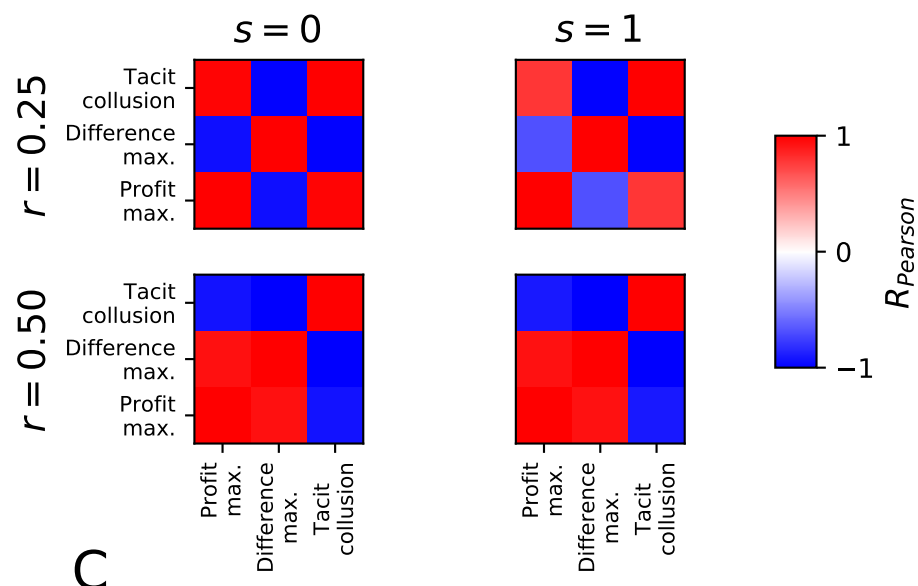 s = 0
s = 1
r = 0.25
Tacit
collusion
Difference
max.
Profit
max.
r = 0.50
Tacit
collusion
Difference
max.
Profit
max.
Profit
max.
Difference
max.
Tacit
collusion
Profit
max.
Difference
max.
Tacit
collusion
1
0
−1
R_Pearson
C